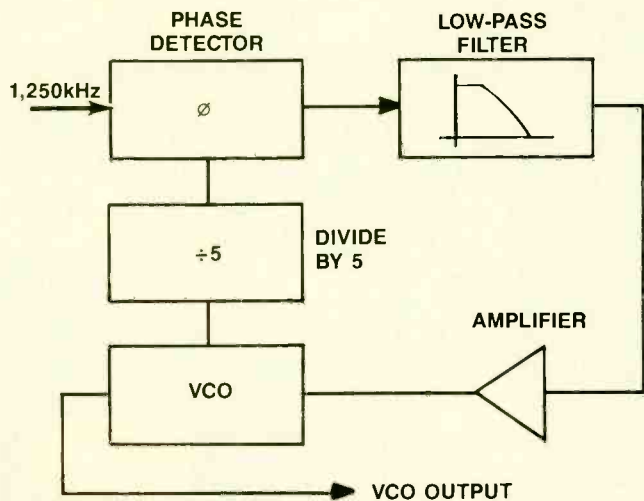 PHASE
DETECTOR
LOW-PASS
FILTER
1,250kHz
ø
÷5
DIVIDE
BY 5
AMPLIFIER
VCO
VCO OUTPUT